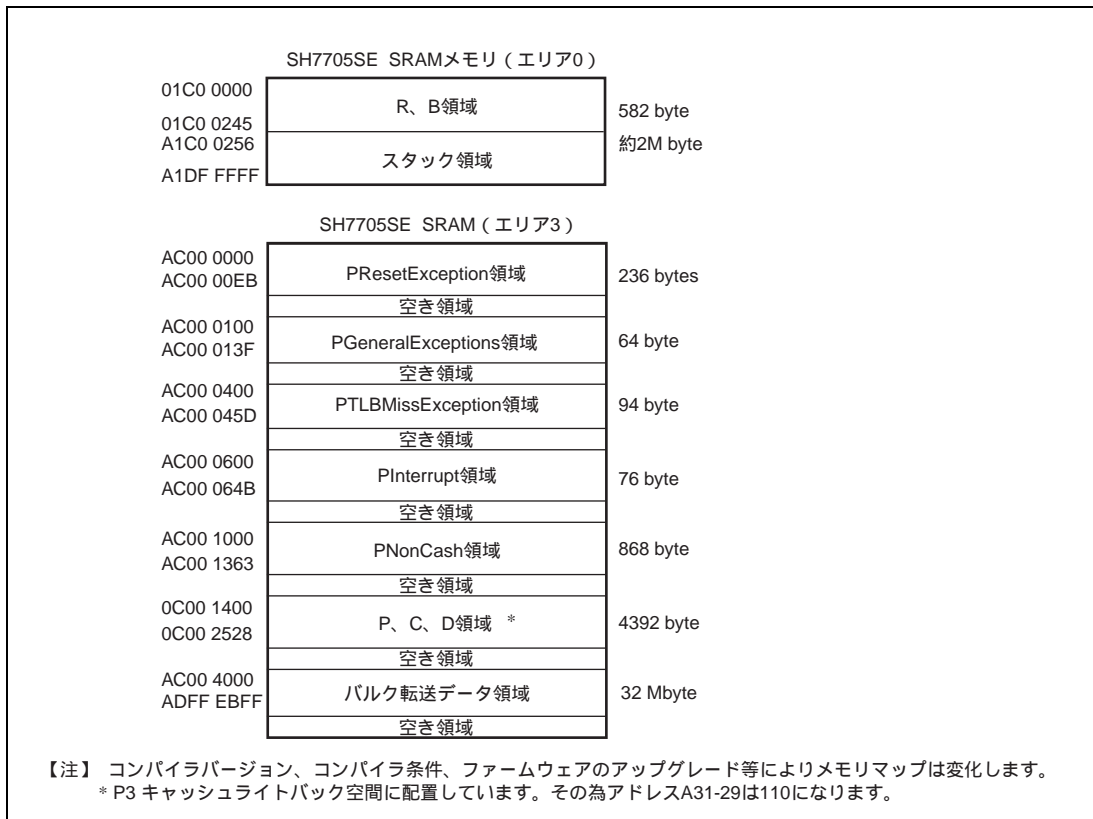 SH7705SE SRAMメモリ（エリア0）
01C0 0000
R、B領域
582 byte
01C0 0245
A1C0 0256
約2M byte
スタック領域
A1DF FFFF
SH7705SE SRAM（エリア3）
AC00 0000
PResetException領域
236 bytes
AC00 00EB
空き領域
AC00 0100
PGeneralExceptions領域
64 byte
AC00 013F
空き領域
AC00 0400
PTLBMissException領域
94 byte
AC00 045D
空き領域
AC00 0600
PInterrupt領域
76 byte
AC00 064B
空き領域
AC00 1000
PNonCash領域
868 byte
AC00 1363
空き領域
0C00 1400
P、C、D領域 *
4392 byte
0C00 2528
空き領域
AC00 4000
バルク転送データ領域
32 Mbyte
ADFF EBFF
空き領域
【注】 コンパイラバージョン、コンパイラ条件、ファームウェアのアップグレード等によりメモリマップは変化します。
* P3 キャッシュライトバック空間に配置しています。その為アドレスA31-29は110になります。